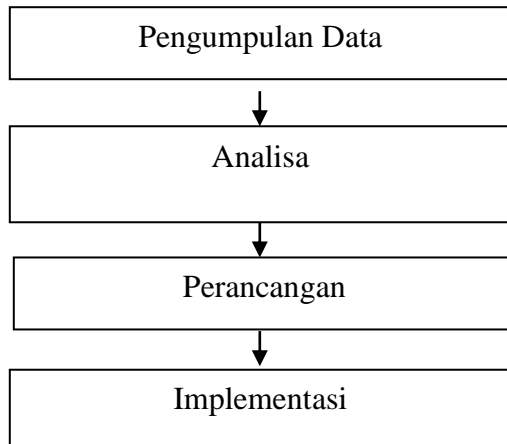 Pengumpulan Data
Analisa
Perancangan
Implementasi